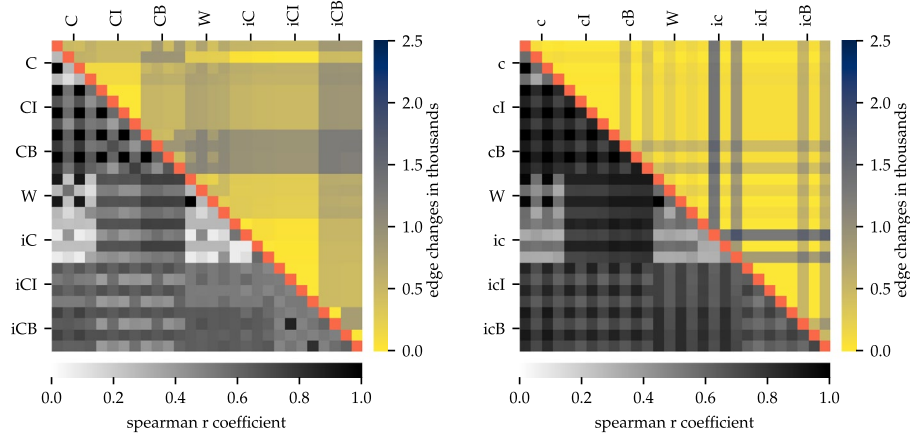 C CI CB W iC iCI iCB
c cI cB W ic icI icB
C
CI
CB
W
iC
iCI
iCB
2.5
2.0
1.5
1.0
0.5
0.0
edge changes in thousands
c
cI
cB
W
ic
icI
icB
2.5
2.0
1.5
1.0
0.5
0.0
edge changes in thousands
0.0 0.2 0.4 0.6 0.8 1.0
spearman r coefficient
0.0 0.2 0.4 0.6 0.8 1.0
spearman r coefficient